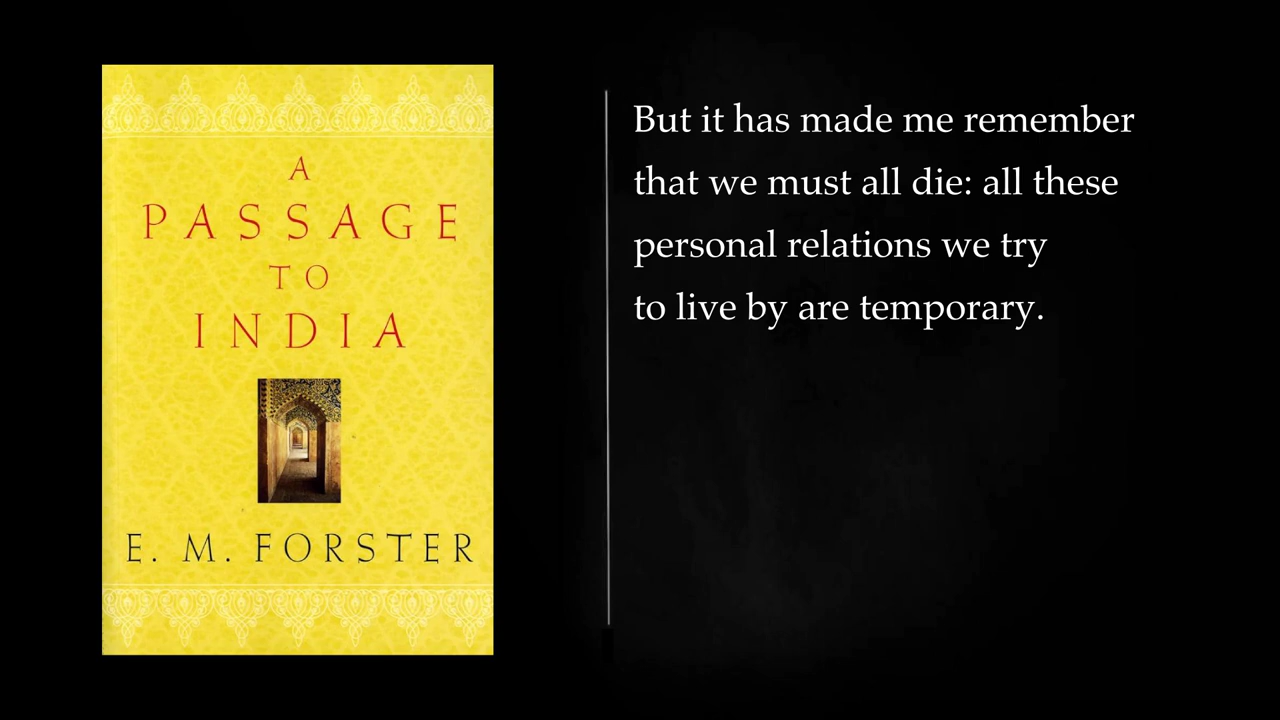 A
PASSAGE
TO
INDIA
E. M. FORSTER
But it has made me remember
that we must all die: all these
personal relations we try
to live by are temporary.